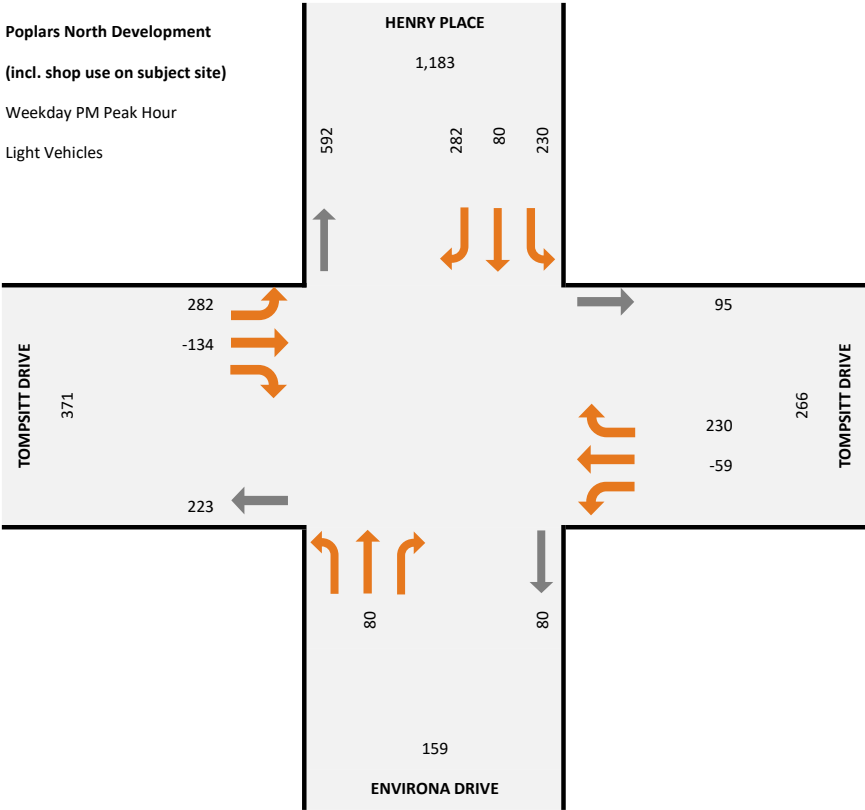 Poplars North Development
(incl. shop use on subject site)
Weekday PM Peak Hour
Light Vehicles
HENRY PLACE
1,183
592
282
80
230
282
-134
95
TOMPSITT DRIVE
371
223
230
-59
266
TOMPSITT DRIVE
80
80
159
ENVIRONA DRIVE